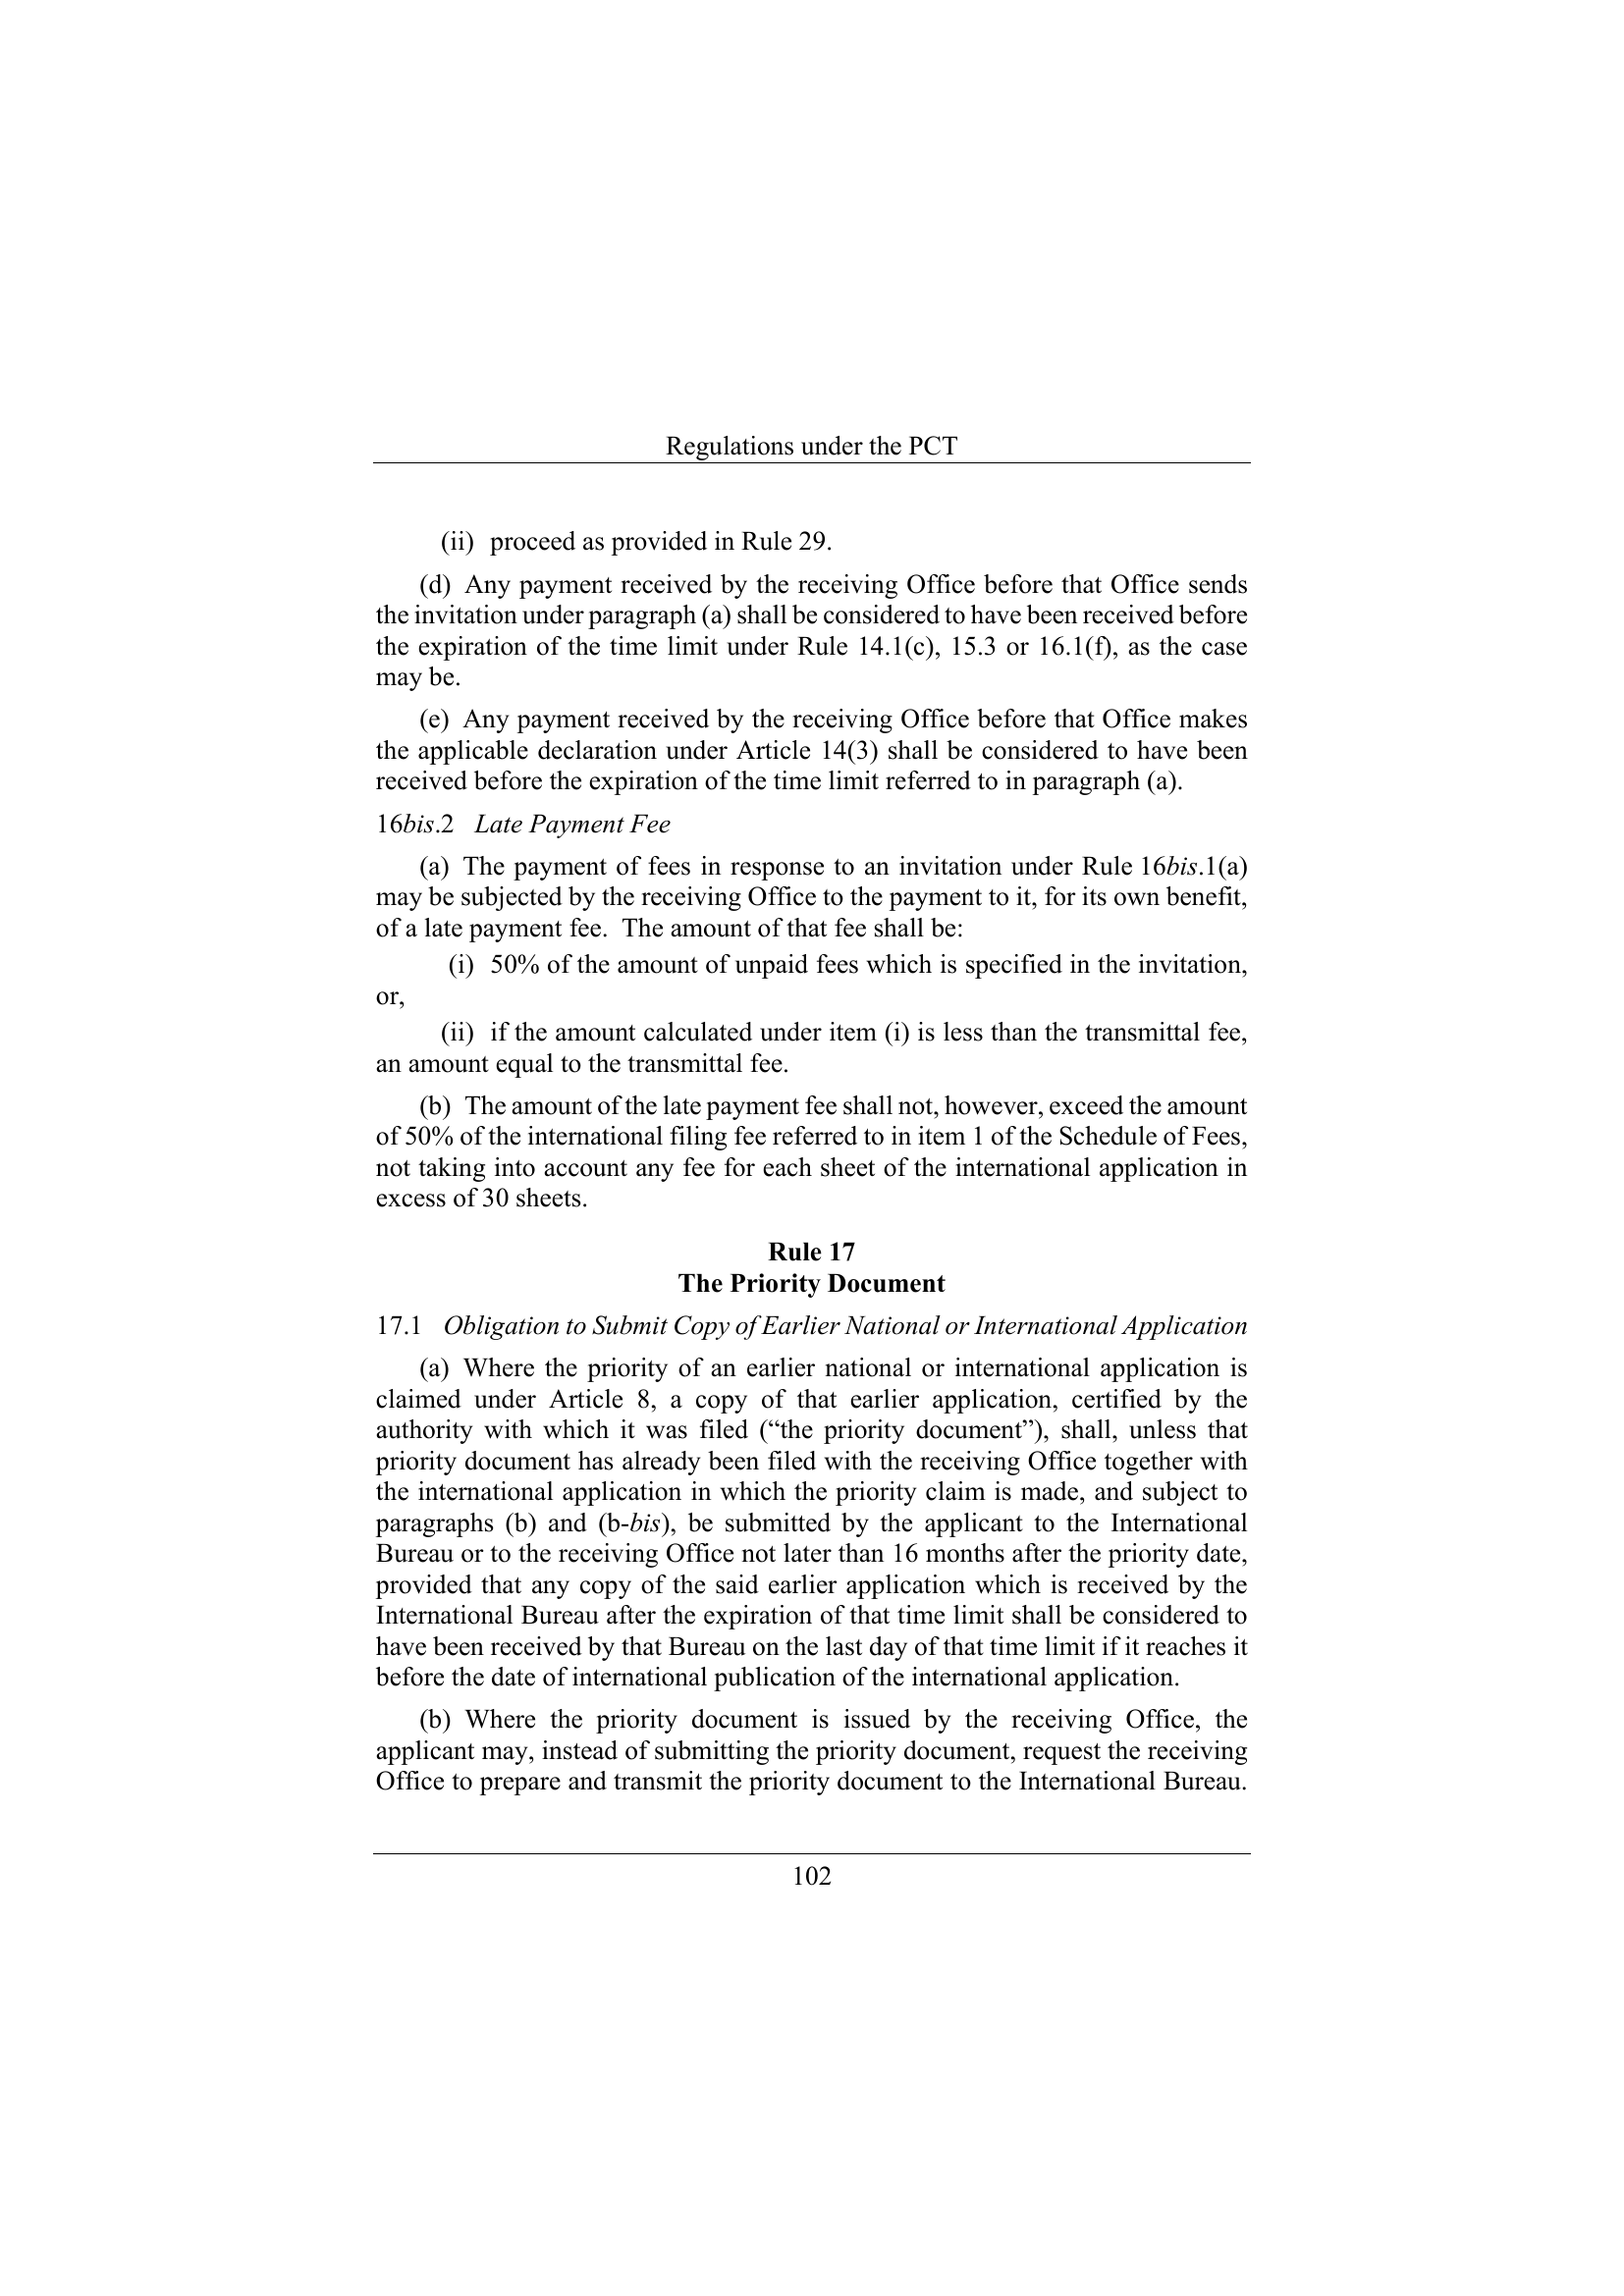 Regulations under the PCT
(ii) proceed as provided in Rule 29.
(d) Any payment received by the receiving Office before that Office sends
the invitation under paragraph (a) shall be considered to have been received before
the expiration of the time limit under Rule 14.1(c), 15.3 or 16.1(f), as the case
may be.
(e) Any payment received by the receiving Office before that Office makes
the applicable declaration under Article 14(3) shall be considered to have been
received before the expiration of the time limit referred to in paragraph (a).
16bis.2 Late Payment Fee
(a) The payment of fees in response to an invitation under Rule 16bis.1(a)
may be subjected by the receiving Office to the payment to it, for its own benefit,
of a late payment fee. The amount of that fee shall be:
(i) 50% of the amount of unpaid fees which is specified in the invitation,
or,
(ii) if the amount calculated under item (i) is less than the transmittal fee,
an amount equal to the transmittal fee.
(b) The amount of the late payment fee shall not, however, exceed the amount
of 50% of the international filing fee referred to in item 1 of the Schedule of Fees,
not taking into account any fee for each sheet of the international application in
excess of 30 sheets.
Rule 17
The Priority Document
17.1 Obligation to Submit Copy of Earlier National or International Application
(a) Where the priority of an earlier national or international application is
claimed under Article 8, a copy of that earlier application, certified by the
authority with which it was filed (“the priority document”), shall, unless that
priority document has already been filed with the receiving Office together with
the international application in which the priority claim is made, and subject to
paragraphs (b) and (b-bis), be submitted by the applicant to the International
Bureau or to the receiving Office not later than 16 months after the priority date,
provided that any copy of the said earlier application which is received by the
International Bureau after the expiration of that time limit shall be considered to
have been received by that Bureau on the last day of that time limit if it reaches it
before the date of international publication of the international application.
(b) Where the priority document is issued by the receiving Office, the
applicant may, instead of submitting the priority document, request the receiving
Office to prepare and transmit the priority document to the International Bureau.
102